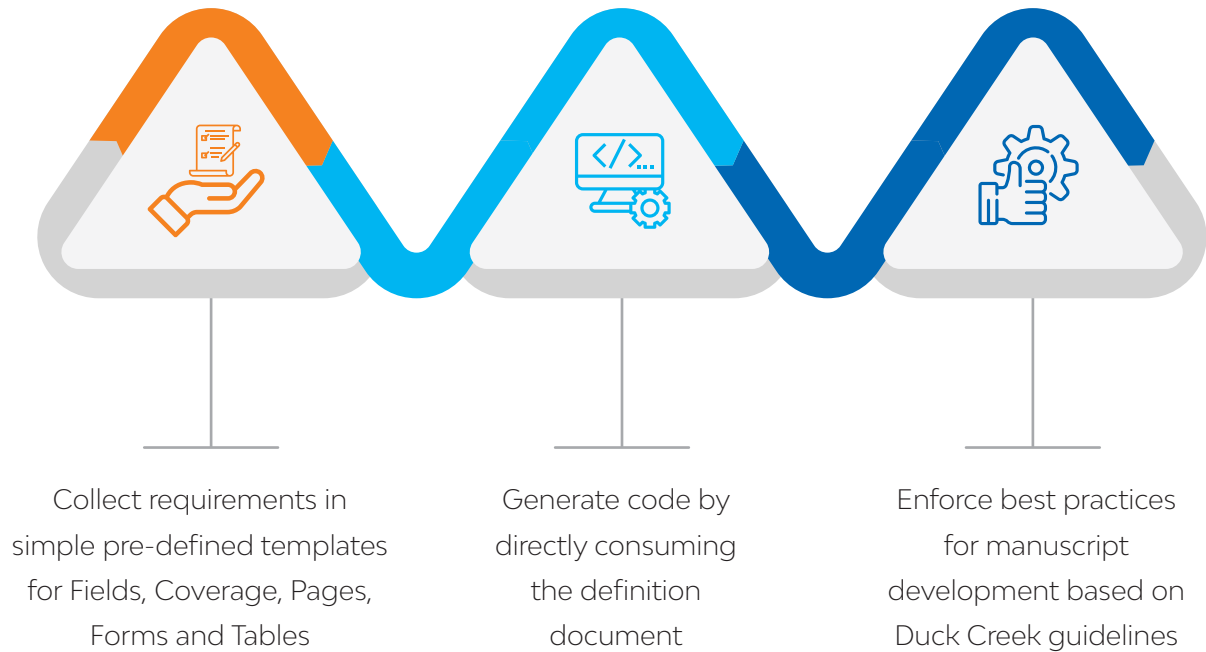 Collect requirements in
simple pre-defined templates
for Fields, Coverage, Pages,
Forms and Tables
Generate code by
directly consuming
the definition
document
Enforce best practices
for manuscript
development based on
Duck Creek guidelines